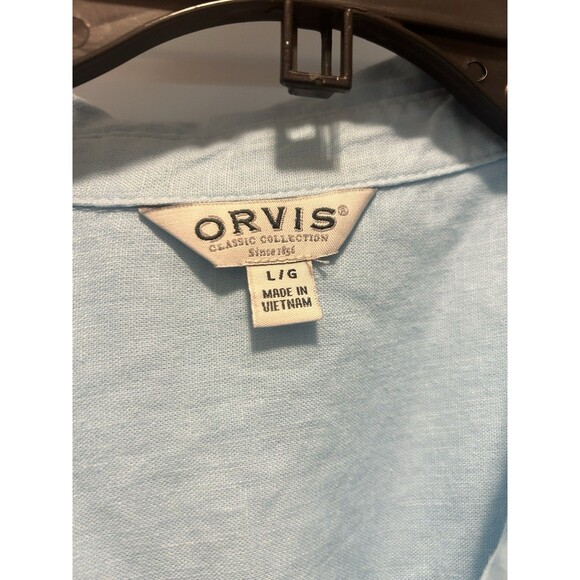 ORVIS®
CLASSIC COLLECTION
Since 1856
L/G
MADE IN
VIETNAM